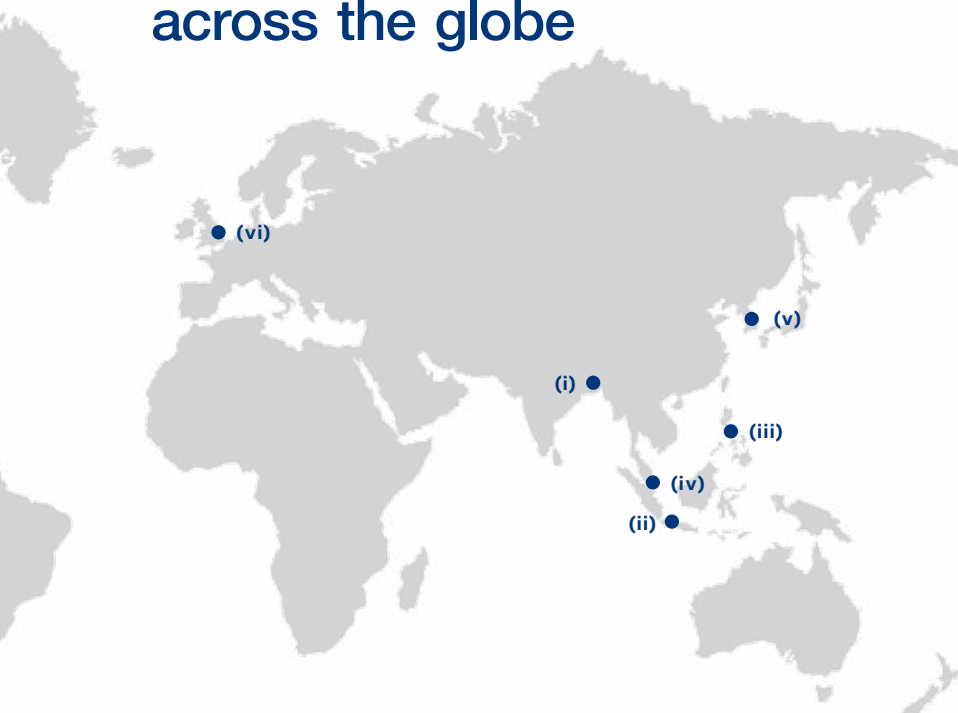 across the globe
(vi)
(v)
(i)
(iii)
(iv)
(ii)